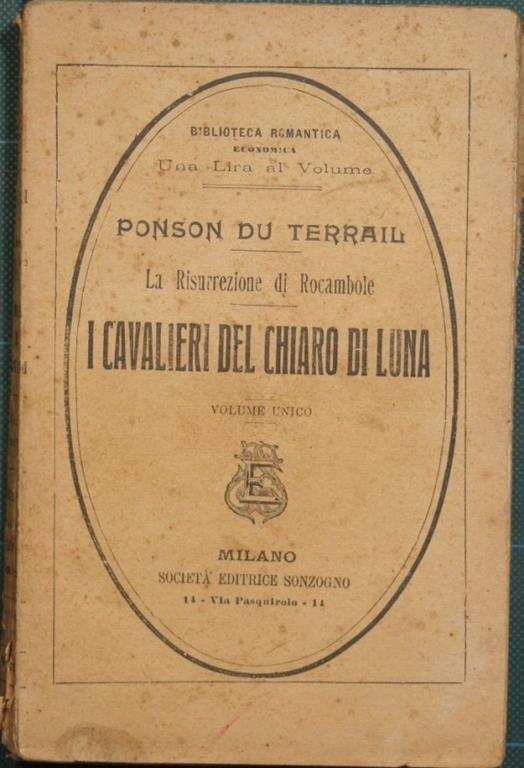 BIBLIOTECA ROMANTICA
ECONOMICA
Una Lira al Volume
PONSON DU TERRAIL
La Risurrezione di Rocambole
I CAVALIERI DEL CHIARO DI LUNA
VOLUME UNICO
MILANO
SOCIETÀ EDITRICE SONZOGNO
14 - Via Pasquirolo - 14